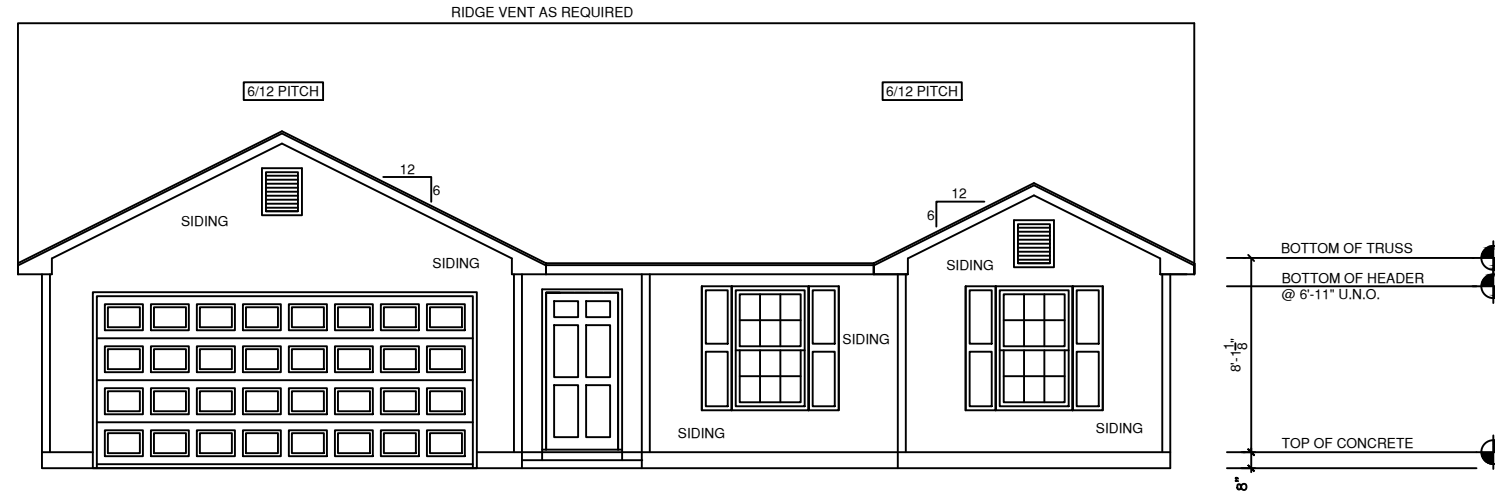 RIDGE VENT AS REQUIRED
6/12 PITCH
6/12 PITCH
12
6
12
6
SIDING
SIDING
SIDING
SIDING
SIDING
SIDING
BOTTOM OF TRUSS
BOTTOM OF HEADER
@ 6'-11" U.N.O.
8'-1 1/8"
TOP OF CONCRETE
8"